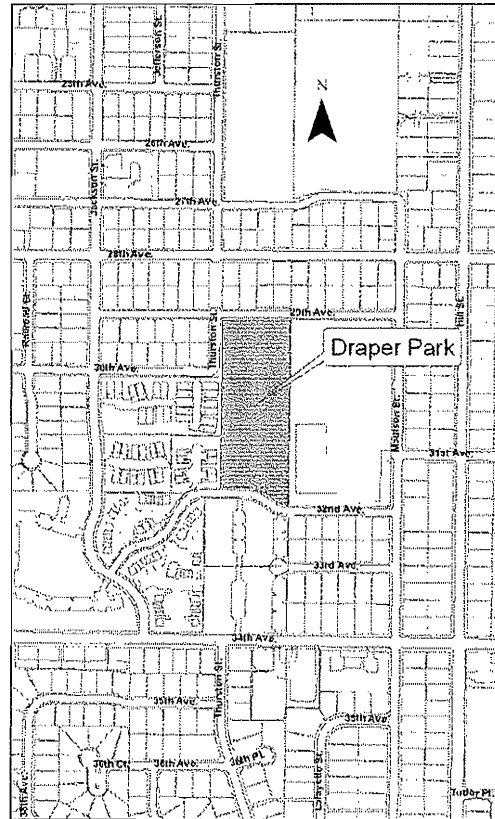 Jefferson St.
Thurston St.
25th Ave.
N
26th Ave.
Jackson St.
27th Ave.
28th Ave.
Hill St.
29th Ave.
Thurston St.
Draper Park
30th Ave.
Moulson St.
31st Ave.
32nd Ave.
33rd Ave.
34th Ave.
Thurston St.
35th Ave.
35th Ave.
36th Ct.
36th Ave.
36th Pl.
Lafayette St.
Tudor Pl.